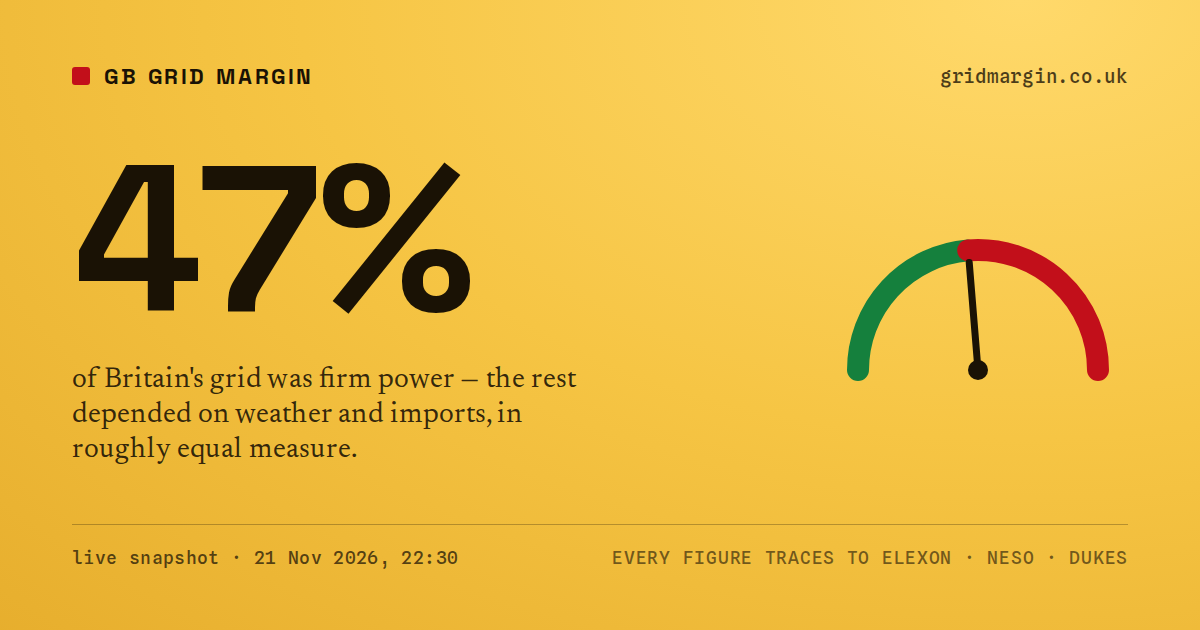 GB GRID MARGIN
gridmargin.co.uk
47%
of Britain's grid was firm power — the rest
depended on weather and imports, in
roughly equal measure.
live snapshot · 21 Nov 2026, 22:30
EVERY FIGURE TRACES TO ELEXON · NESO · DUKES